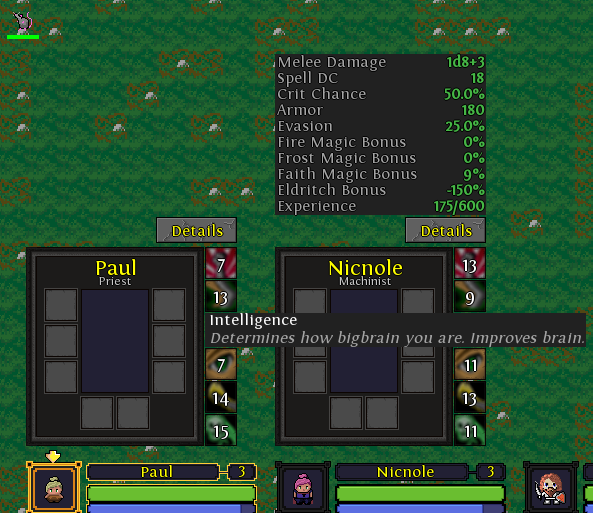 Melee Damage 1d8+3
Spell DC 18
Crit Chance 50.0%
Armor 180
Evasion 25.0%
Fire Magic Bonus 0%
Frost Magic Bonus 0%
Faith Magic Bonus 9%
Eldritch Bonus -150%
Experience 175/600
Details Details
Paul 7 Nicnole 13
Priest Machinist
13 9
Intelligence
Determines how bigbrain you are. Improves brain.
7 11
14 13
15 11
Paul 3 Nicnole 3